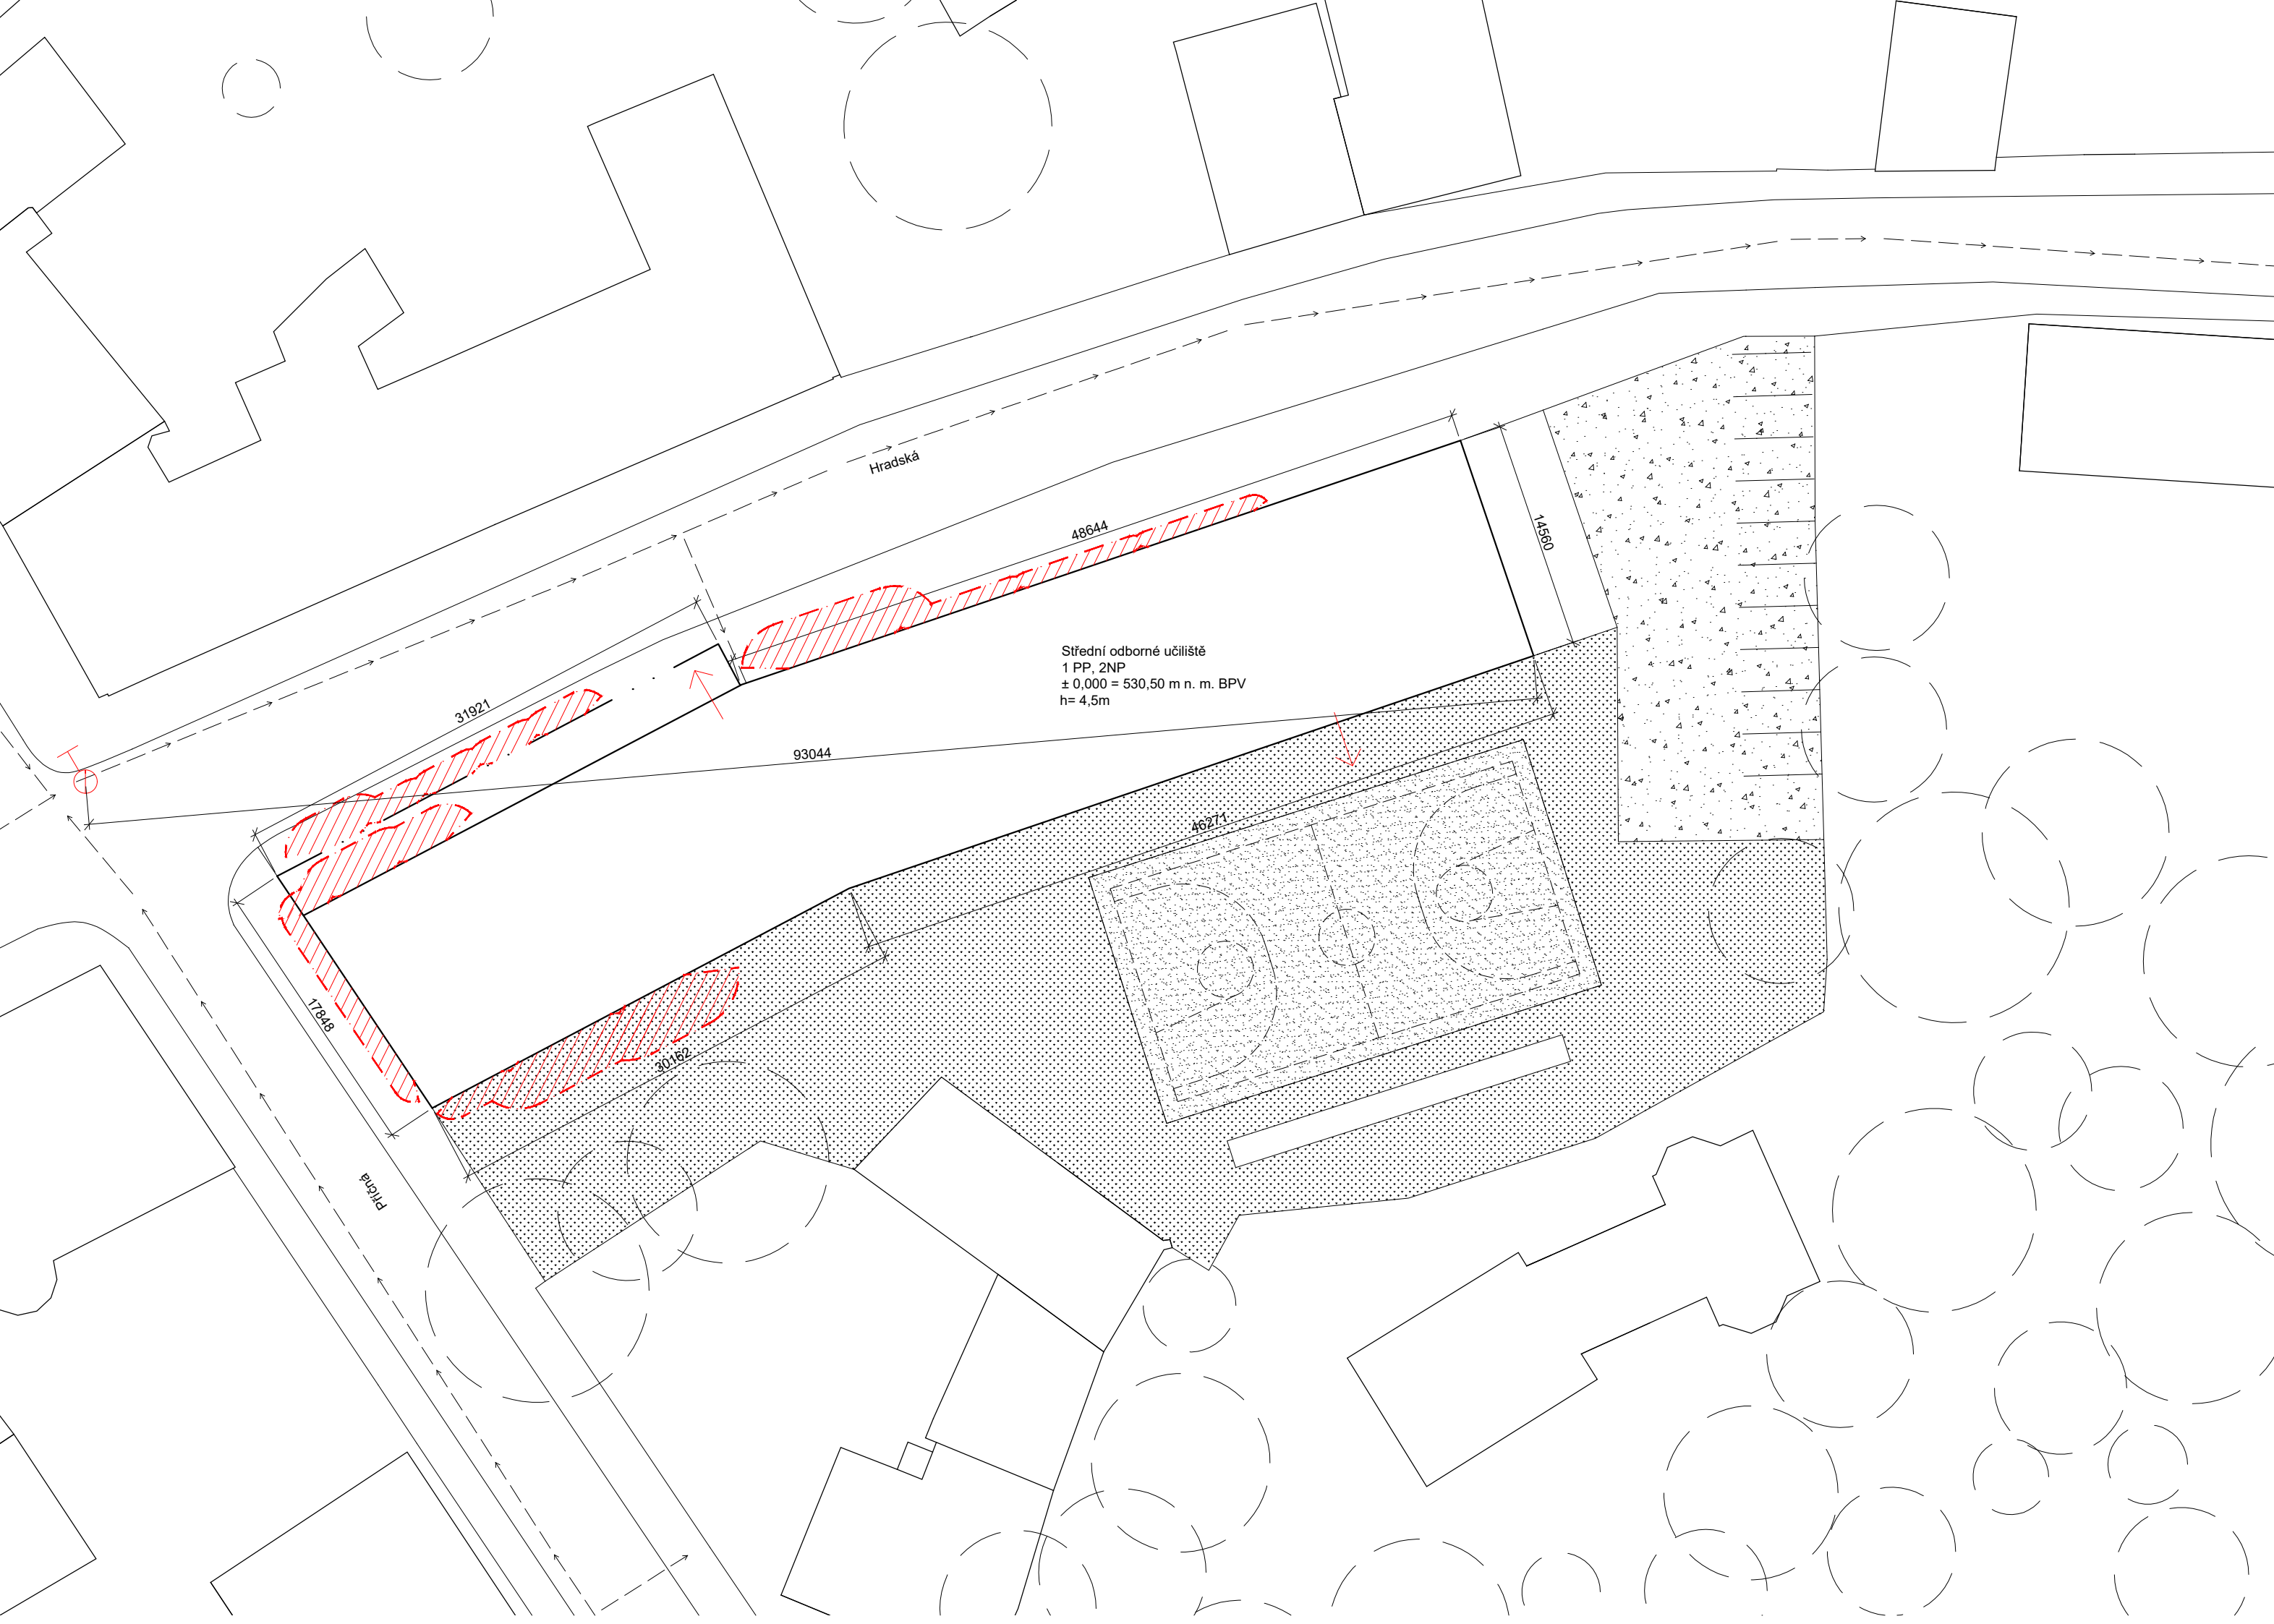 Hradská
48644
14560
31921
Střední odborné učiliště
1 PP, 2NP
± 0,000 = 530,50 m n. m. BPV
h= 4,5m
93044
46271
17848
30162
Příčná